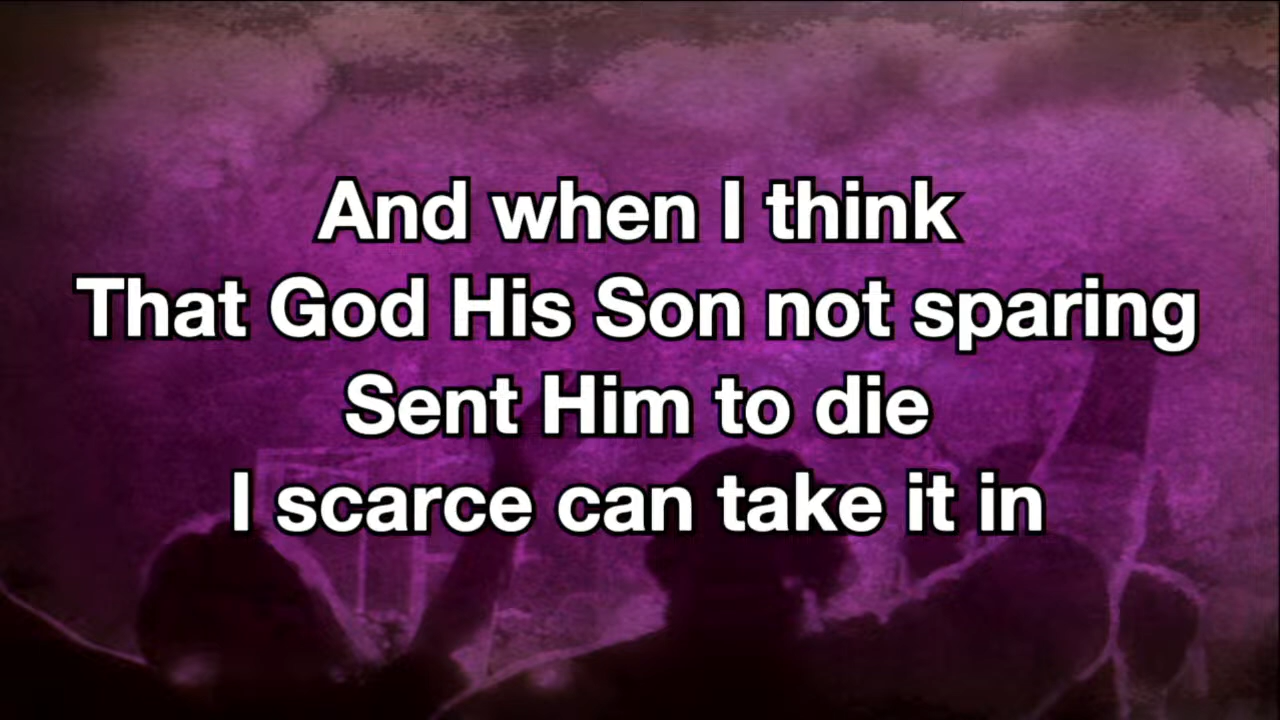 And when I think
That God His Son not sparing
Sent Him to die
I scarce can take it in